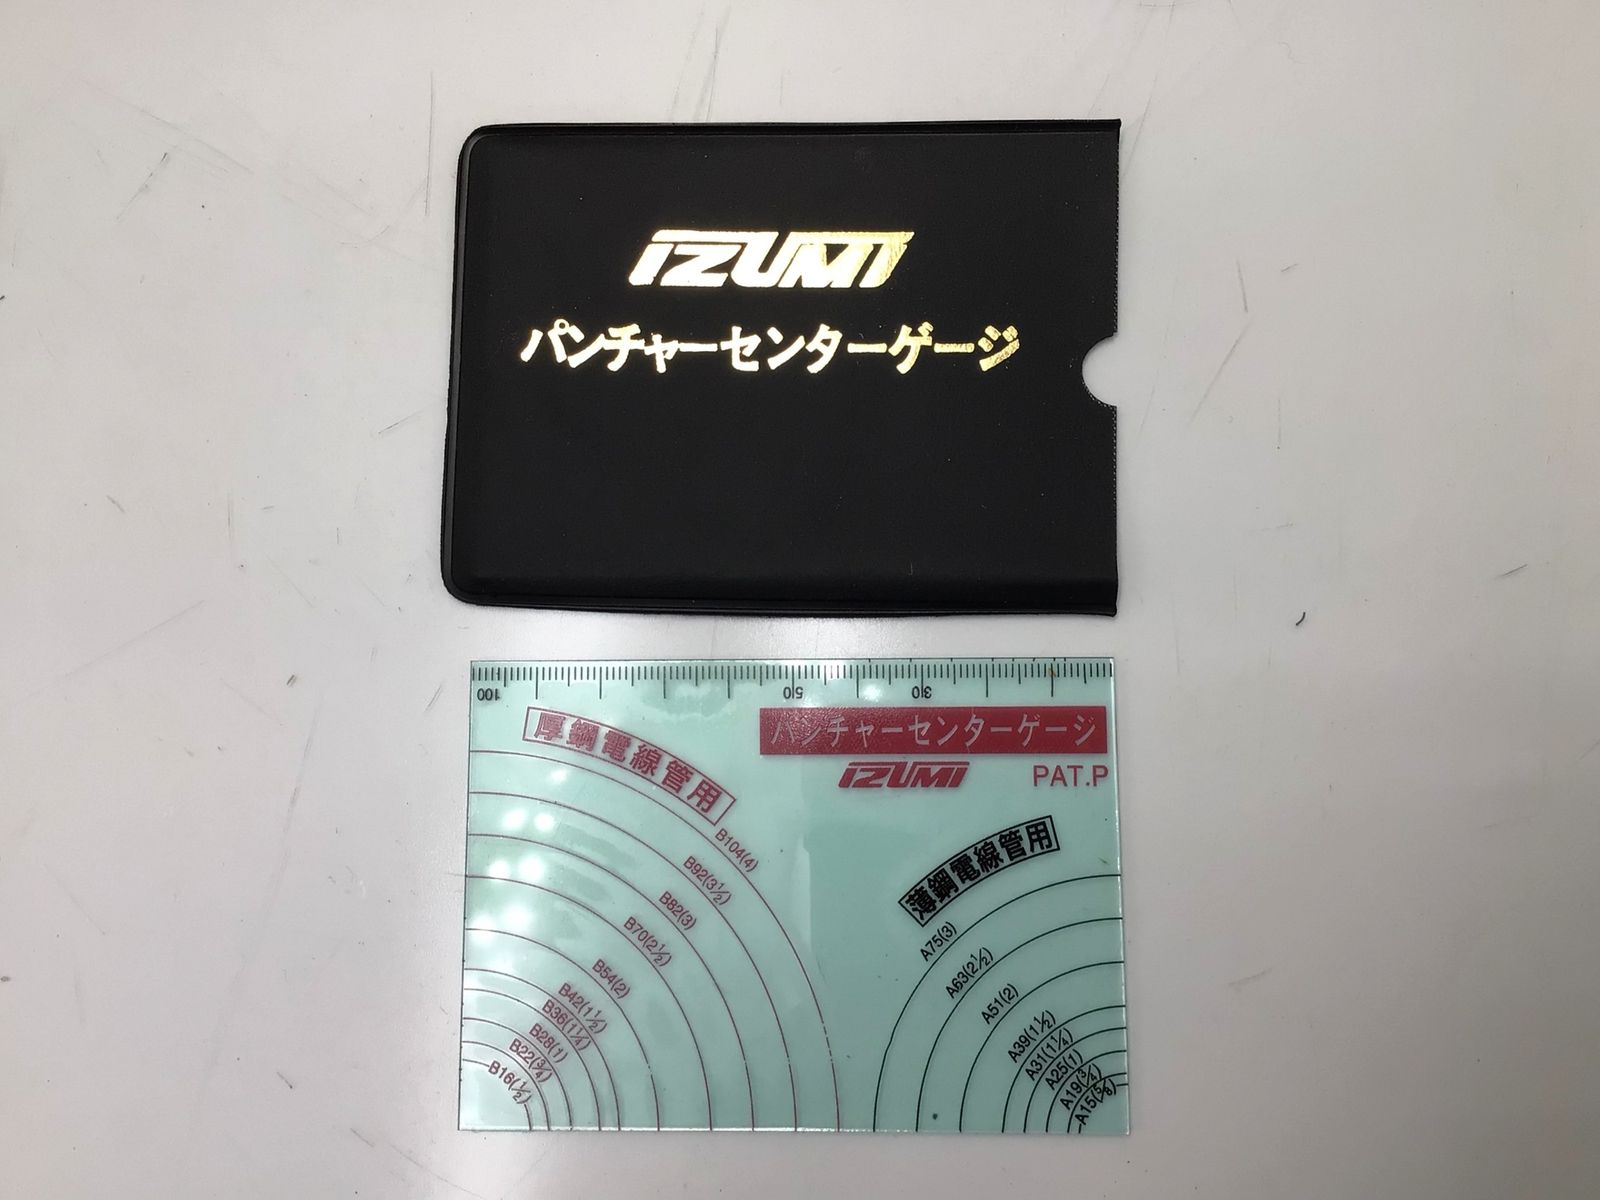 IZUMI
パンチャーセンターゲージ
100
50
30
パンチャーセンターゲージ
IZUMI
PAT.P
厚鋼電線管用
B104(4)
B92(3½)
B82(3)
B70(2½)
B54(2)
B42(1½)
B36(1¼)
B28(1)
B22(¾)
B16(½)
薄鋼電線管用
A75(3)
A63(2½)
A51(2)
A39(1½)
A31(1¼)
A25(1)
A19(¾)
A15(⅝)